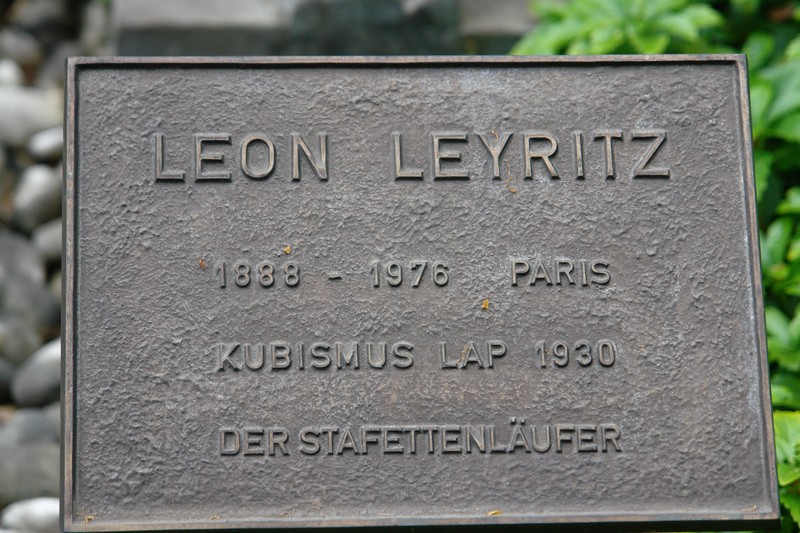 LEON LEYRITZ
1888 - 1976 PARIS
KUBISMUS LAP 1930
DER STAFETTENLÄUFER